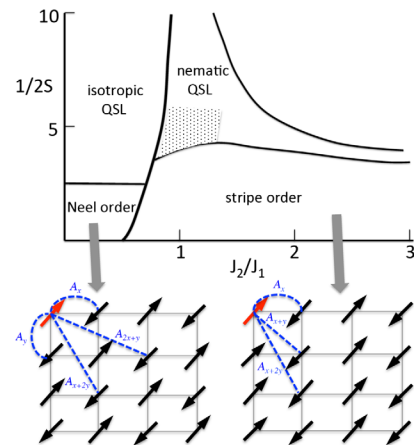 10
nematic
QSL
1/2S
isotropic
QSL
5
Neel order
stripe order
1 2 3
J2/J1
Ax
Ay
A2x+y
Ax+2y
Ax
Ax+y
Ax+2y